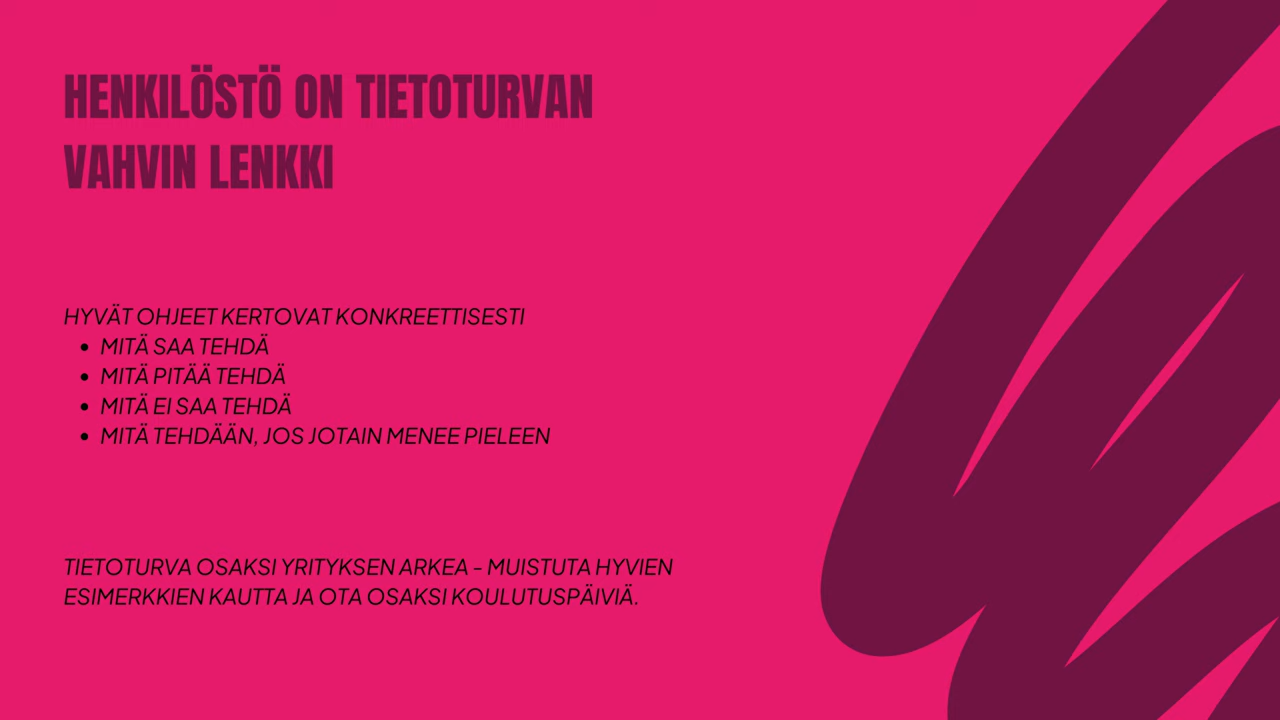 HENKILÖSTÖ ON TIETOTURVAN
VAHVIN LENKKI
HYVÄT OHJEET KERTOVAT KONKREETTISESTI
• MITÄ SAA TEHDÄ
• MITÄ PITÄÄ TEHDÄ
• MITÄ EI SAA TEHDÄ
• MITÄ TEHDÄÄN, JOS JOTAIN MENEE PIELEEN
TIETOTURVA OSAKSI YRITYKSEN ARKEA – MUISTUTA HYVIEN
ESIMERKKIEN KAUTTA JA OTA OSAKSI KOULUTUSPÄIVIÄ.